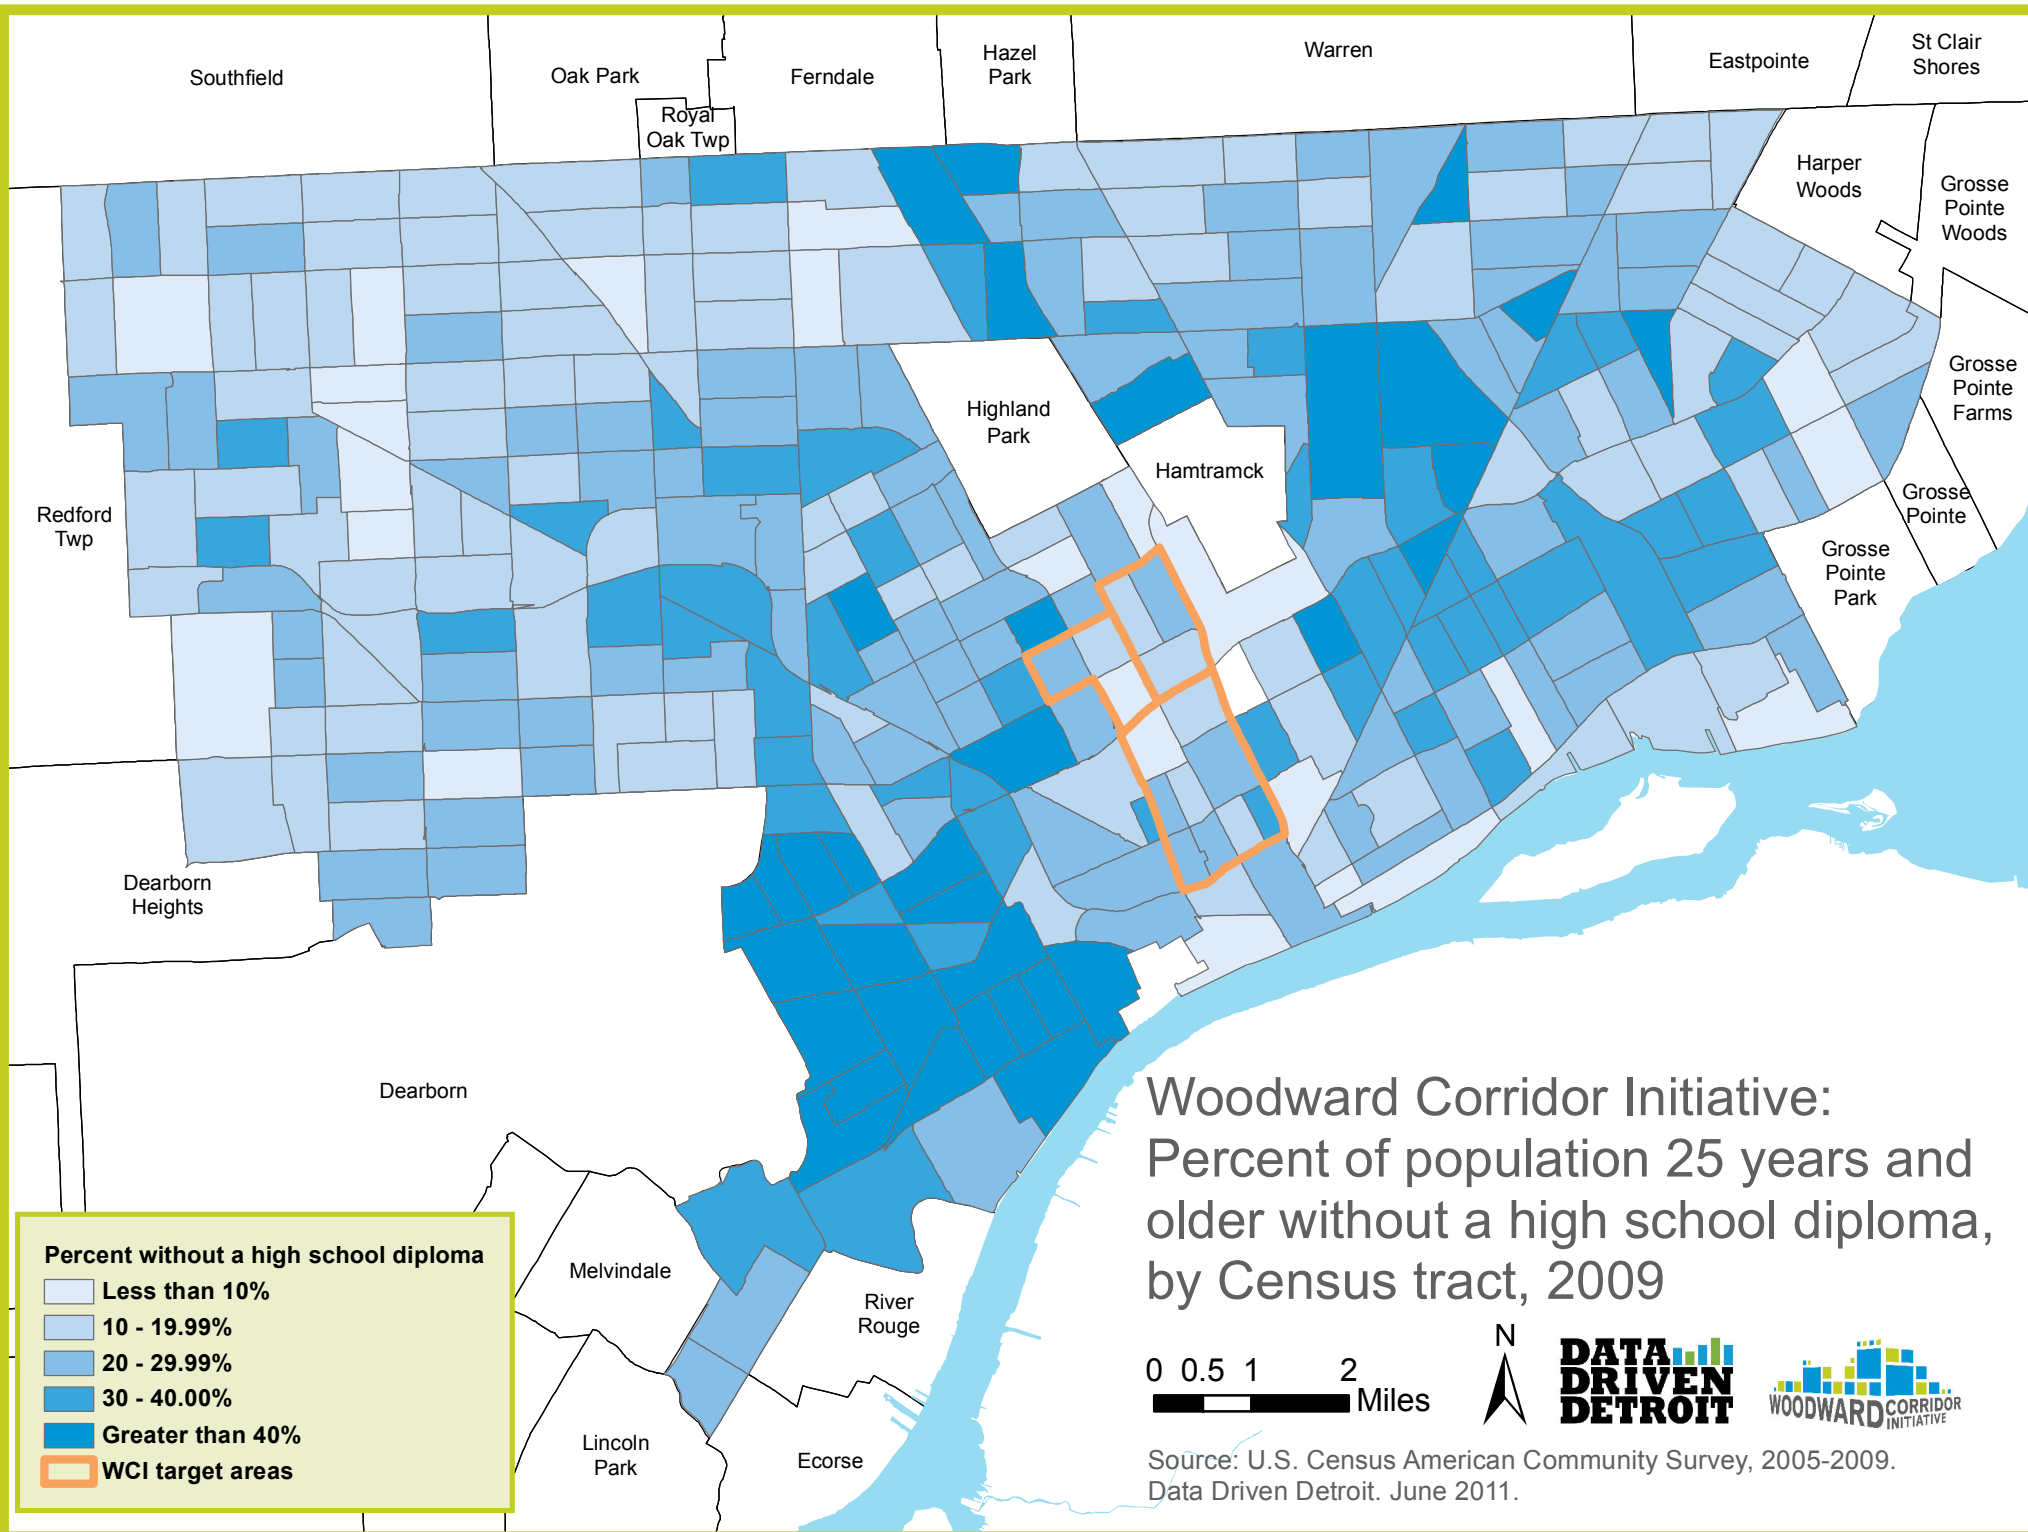 Southfield
Oak Park
Ferndale
Hazel
Park
Warren
Eastpointe
St Clair
Shores
Royal
Oak Twp
Harper
Woods
Grosse
Pointe
Woods
Highland
Park
Hamtramck
Grosse
Pointe
Farms
Redford
Twp
Grosse
Pointe
Grosse
Pointe
Park
Dearborn
Heights
Dearborn
Melvindale
River
Rouge
Lincoln
Park
Ecorse
Woodward Corridor Initiative:
Percent of population 25 years and
older without a high school diploma,
by Census tract, 2009
Percent without a high school diploma
Less than 10%
10 - 19.99%
20 - 29.99%
30 - 40.00%
Greater than 40%
WCI target areas
0 0.5 1 2
Miles
N
DATA
DRIVEN
DETROIT
WOODWARD CORRIDOR
INITIATIVE
Source: U.S. Census American Community Survey, 2005-2009.
Data Driven Detroit. June 2011.